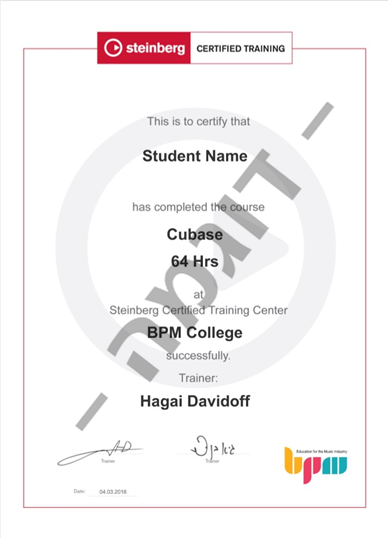 steinberg CERTIFIED TRAINING
This is to certify that
Student Name
has completed the course
Cubase
64 Hrs
at
Steinberg Certified Training Center
BPM College
successfully.
Trainer:
Hagai Davidoff
- דוגמה -
Trainer
Trainer
Date: 04.03.2018
Education for the Music Industry
bpm